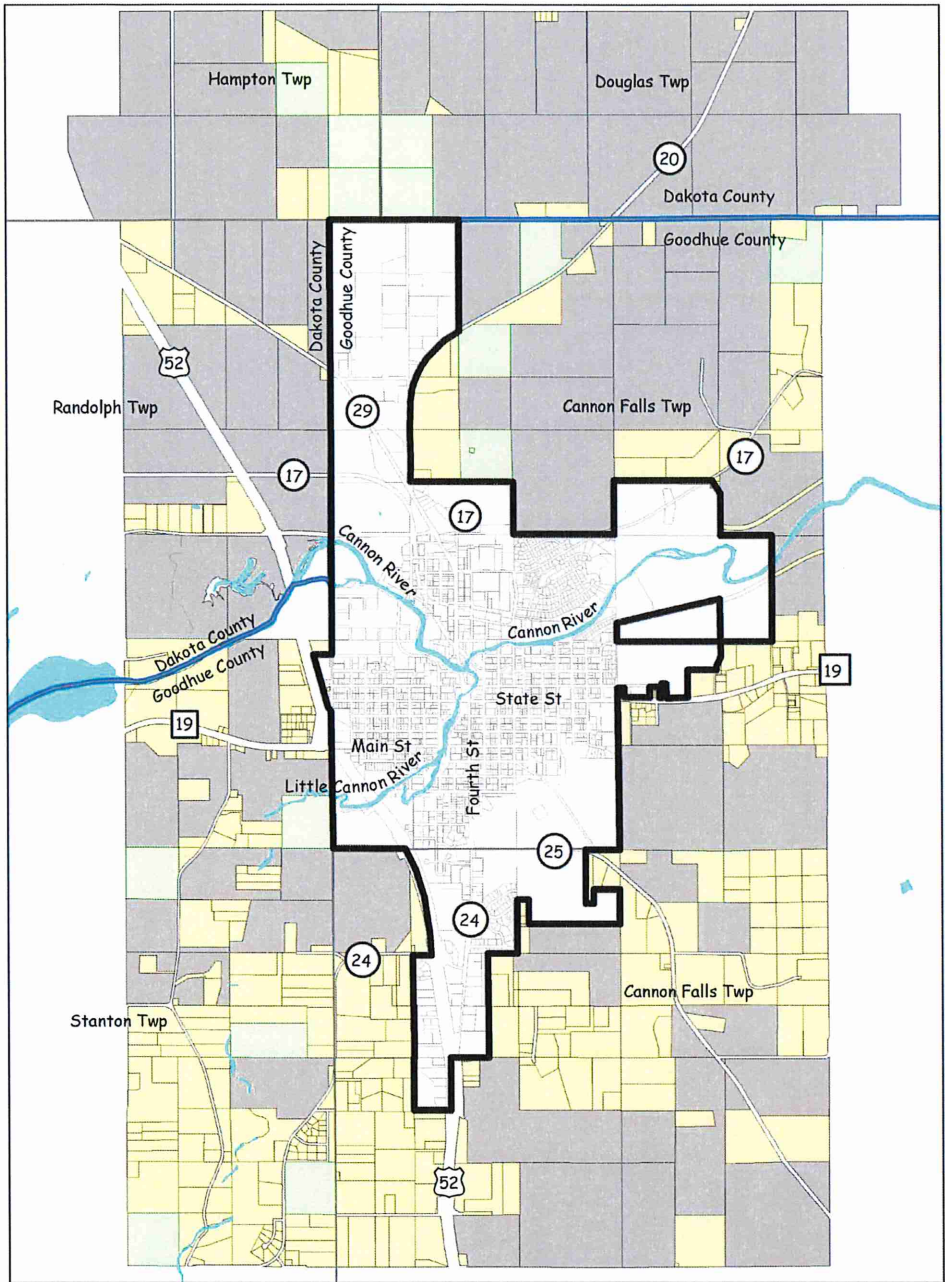 Hampton Twp
Douglas Twp
20
Dakota County
Goodhue County
Dakota County
Goodhue County
52
29
Randolph Twp
Cannon Falls Twp
17
17
17
Cannon River
Cannon River
Dakota County
Goodhue County
19
19
State St
Main St
Fourth St
Little Cannon River
25
24
24
Cannon Falls Twp
Stanton Twp
52